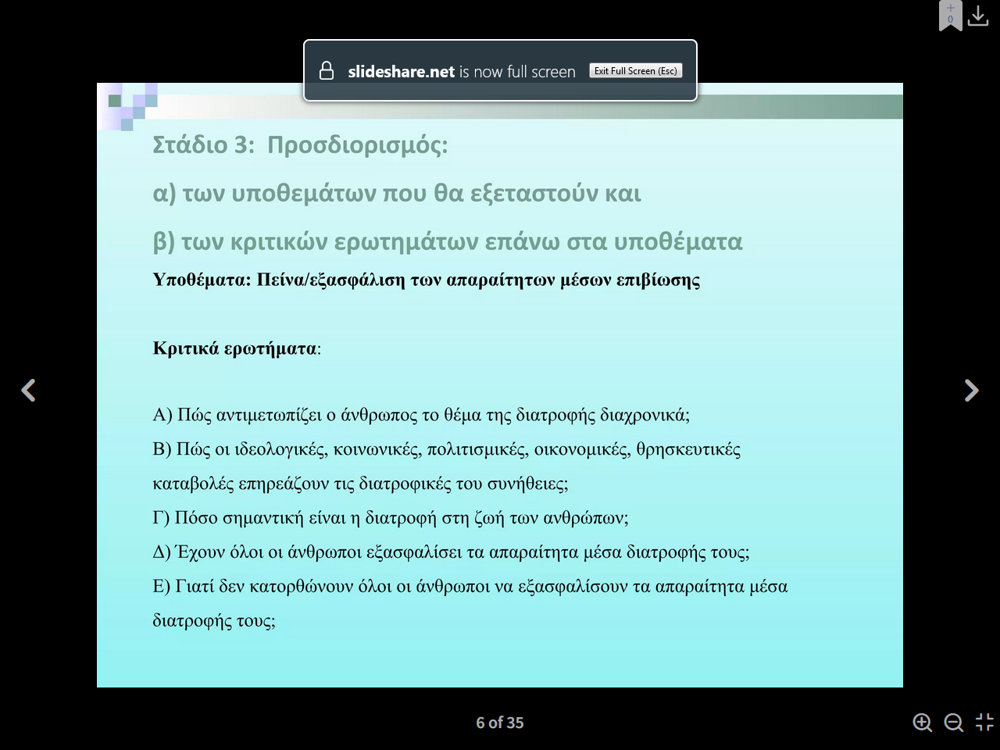 +
0
slideshare.net is now full screen Exit Full Screen (Esc)
Στάδιο 3: Προσδιορισμός:
α) των υποθεμάτων που θα εξεταστούν και
β) των κριτικών ερωτημάτων επάνω στα υποθέματα
Υποθέματα: Πείνα/εξασφάλιση των απαραίτητων μέσων επιβίωσης
Κριτικά ερωτήματα:
Α) Πώς αντιμετωπίζει ο άνθρωπος το θέμα της διατροφής διαχρονικά;
Β) Πώς οι ιδεολογικές, κοινωνικές, πολιτισμικές, οικονομικές, θρησκευτικές
καταβολές επηρεάζουν τις διατροφικές του συνήθειες;
Γ) Πόσο σημαντική είναι η διατροφή στη ζωή των ανθρώπων;
Δ) Έχουν όλοι οι άνθρωποι εξασφαλίσει τα απαραίτητα μέσα διατροφής τους;
Ε) Γιατί δεν κατορθώνουν όλοι οι άνθρωποι να εξασφαλίσουν τα απαραίτητα μέσα
διατροφής τους;
6 of 35